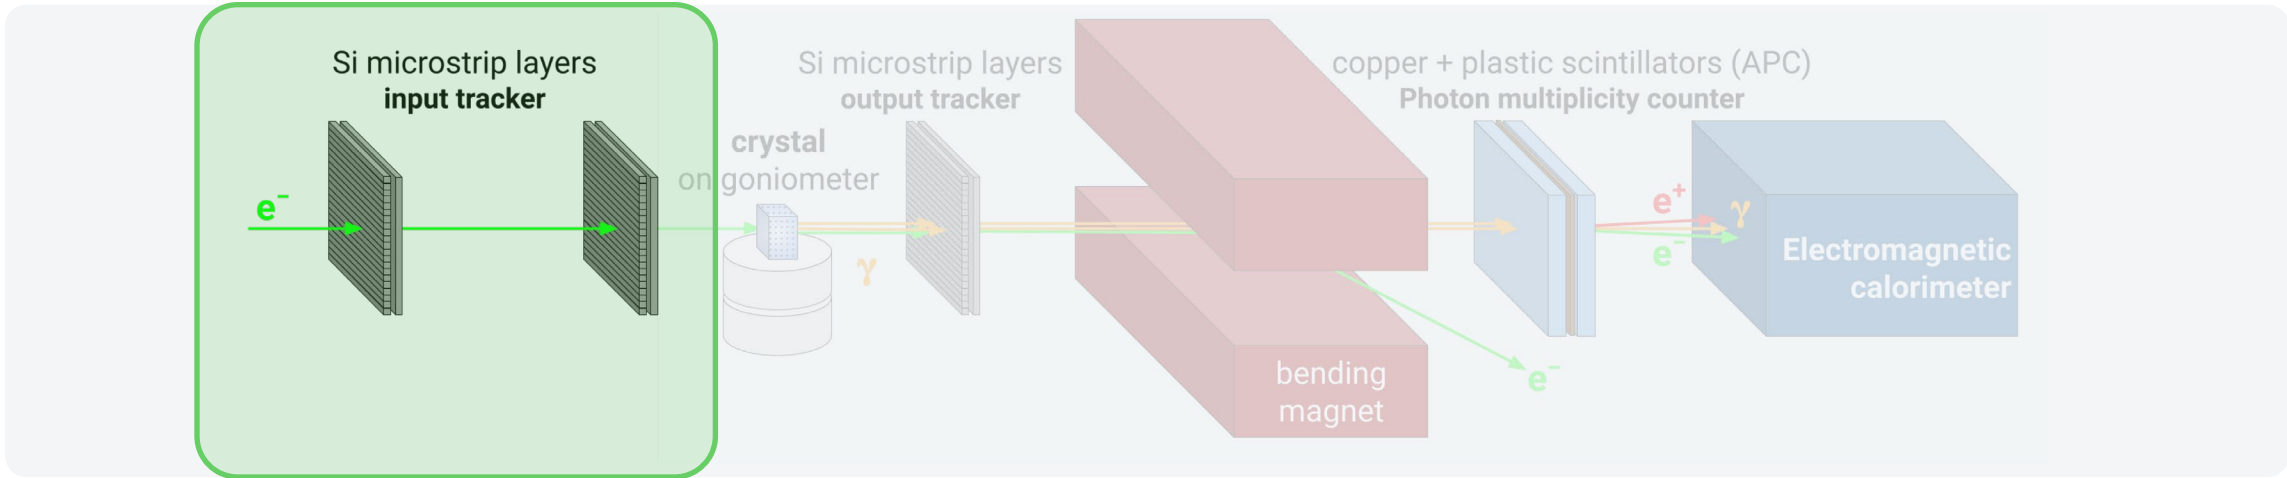 Si microstrip layers
input tracker
e⁻
crystal
on goniometer
γ
Si microstrip layers
output tracker
bending
magnet
e⁻
copper + plastic scintillators (APC)
Photon multiplicity counter
e⁺
γ
e⁻
Electromagnetic
calorimeter